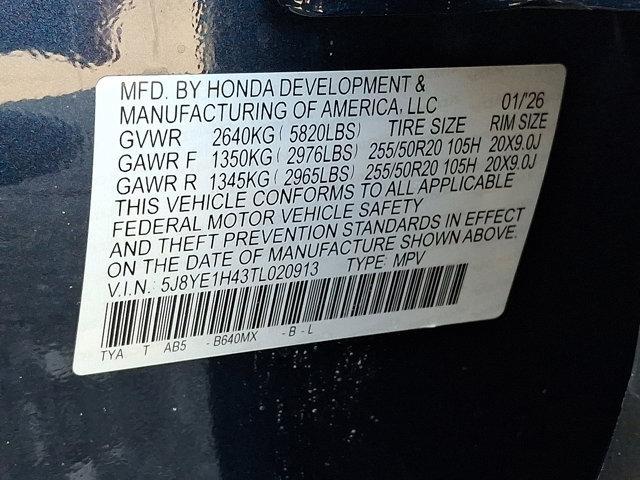 MFD. BY HONDA DEVELOPMENT &
MANUFACTURING OF AMERICA, LLC 01/'26
GVWR 2640KG ( 5820LBS) TIRE SIZE RIM SIZE
GAWR F 1350KG ( 2976LBS) 255/50R20 105H 20X9.0J
GAWR R 1345KG ( 2965LBS) 255/50R20 105H 20X9.0J
THIS VEHICLE CONFORMS TO ALL APPLICABLE
FEDERAL MOTOR VEHICLE SAFETY
AND THEFT PREVENTION STANDARDS IN EFFECT
ON THE DATE OF MANUFACTURE SHOWN ABOVE.
V.I.N.: 5J8YE1H43TL020913 TYPE: MPV
TYA T AB5 - B640MX - B - L